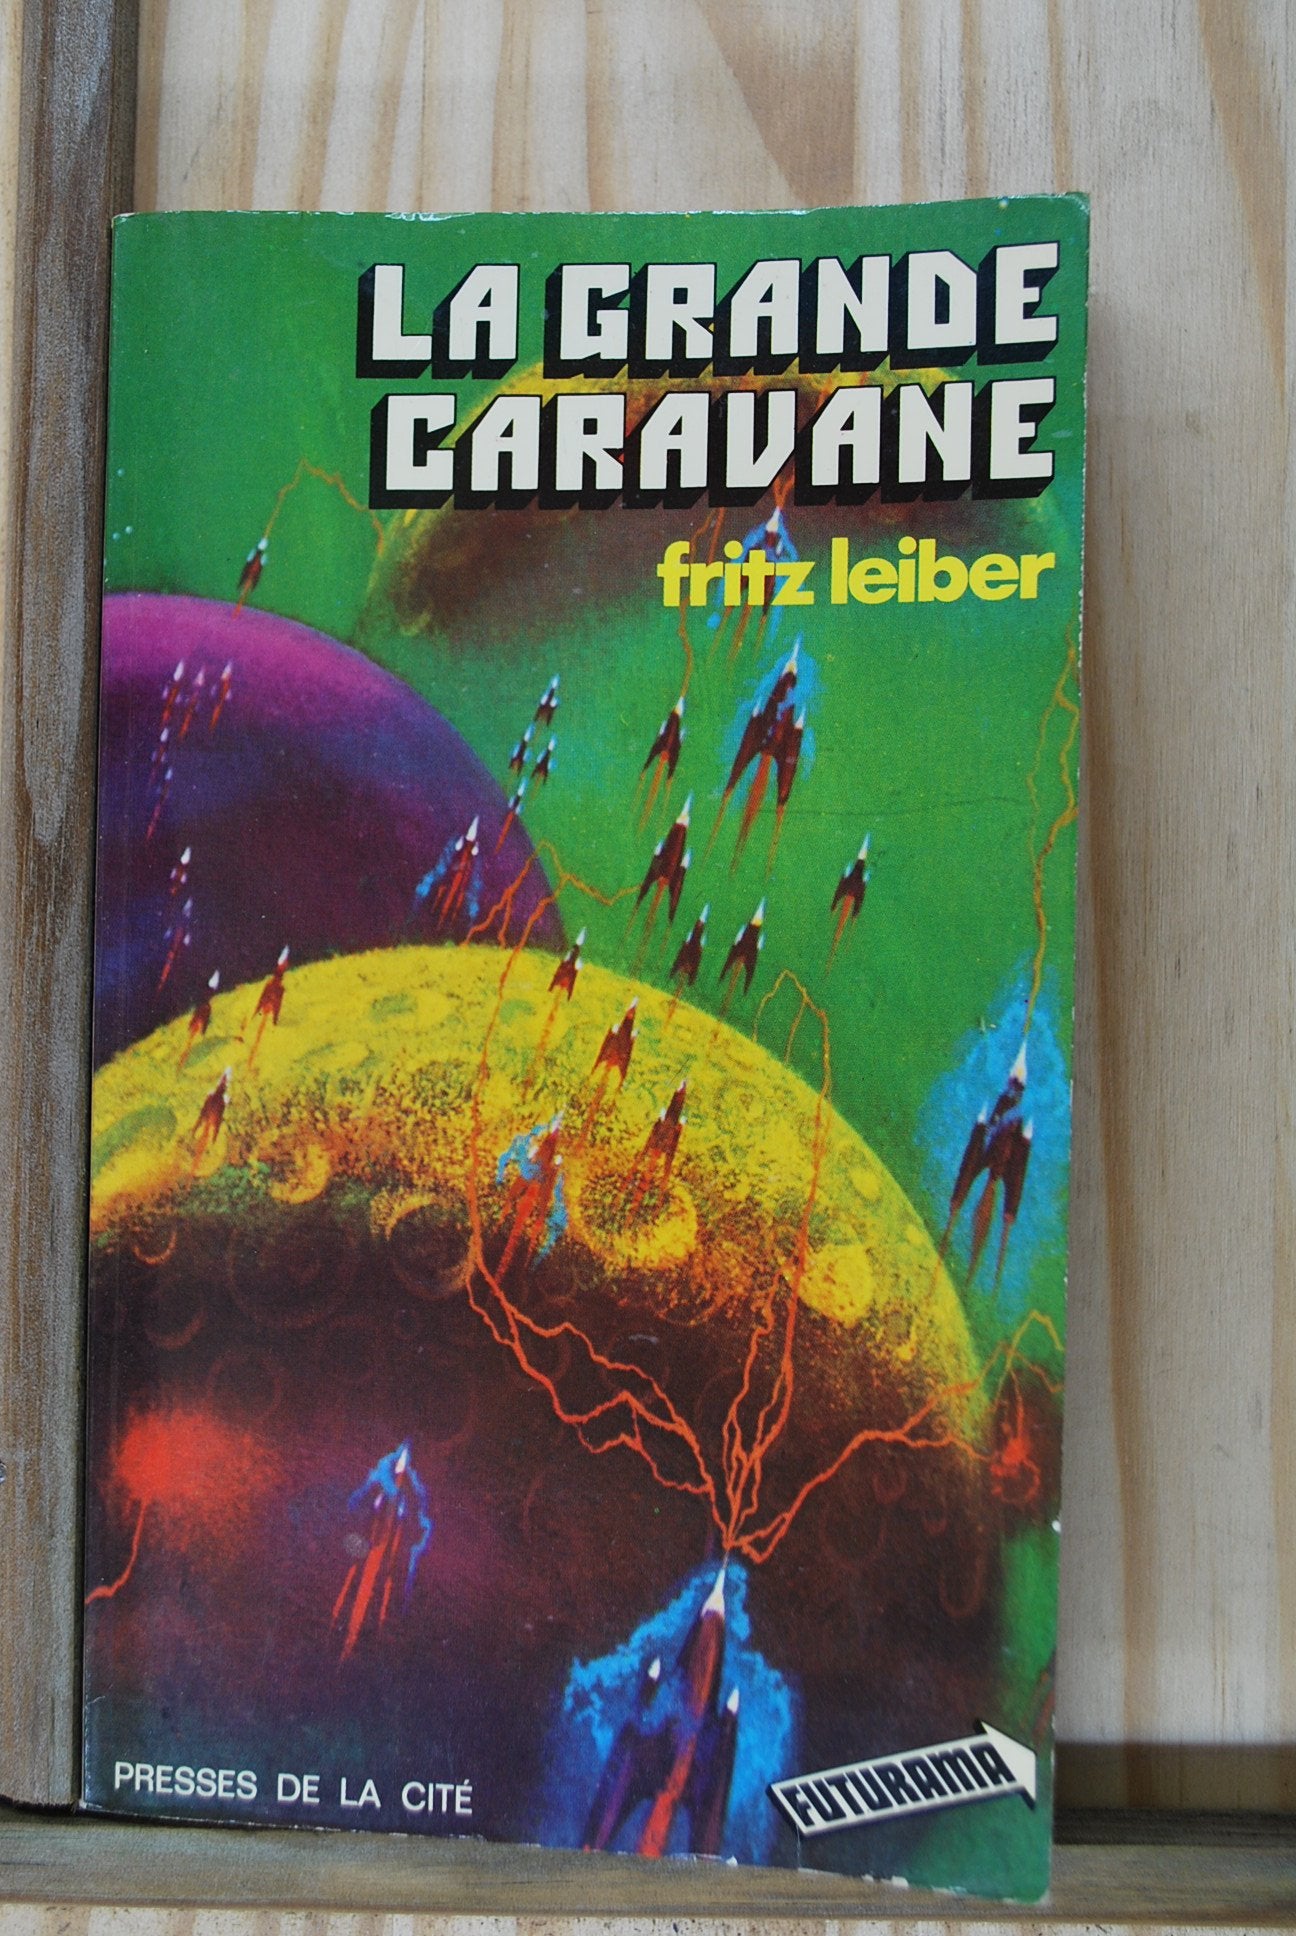 LA GRANDE
CARAVANE
fritz leiber
PRESSES DE LA CITÉ
FUTURAMA